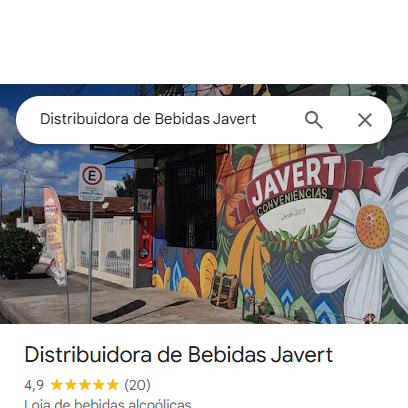 Distribuidora de Bebidas Javert
E
JAVERT
CONVENIENCIAS
Desde 2019
Distribuidora de Bebidas Javert
4,9 (20)
Loja de bebidas alcoólicas